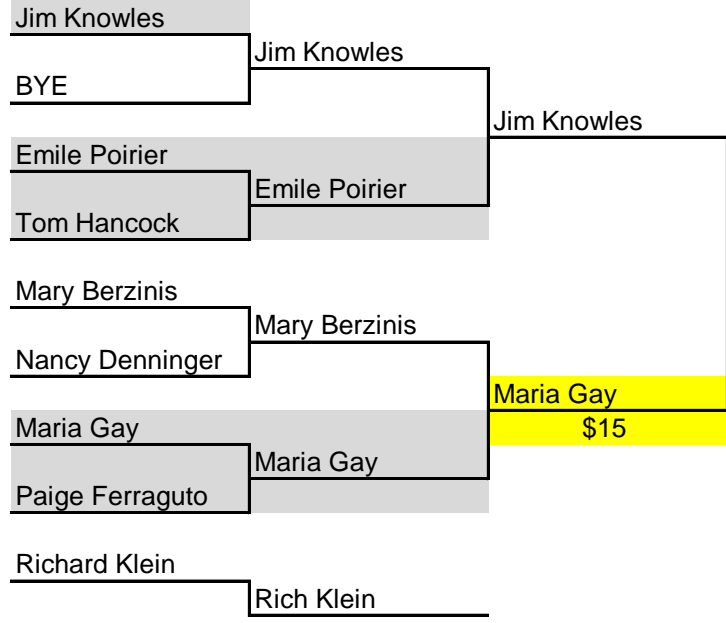 Jim Knowles
Jim Knowles
BYE
Jim Knowles
Emile Poirier
Emile Poirier
Tom Hancock
Mary Berzinis
Mary Berzinis
Nancy Denninger
Maria Gay
Maria Gay
$15
Maria Gay
Paige Ferraguto
Richard Klein
Rich Klein